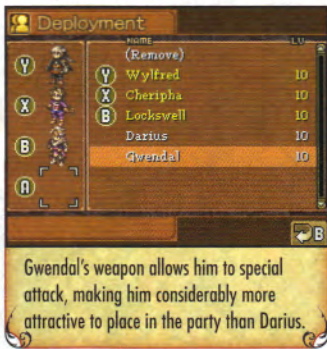 Deployment
NAME LV
(Remove)
Y Wylfred 10
X Cheripha 10
B Lockswell 10
Darius 10
Gwendal 10
Y
X
B
A
B
Gwendal's weapon allows him to special
attack, making him considerably more
attractive to place in the party than Darius.